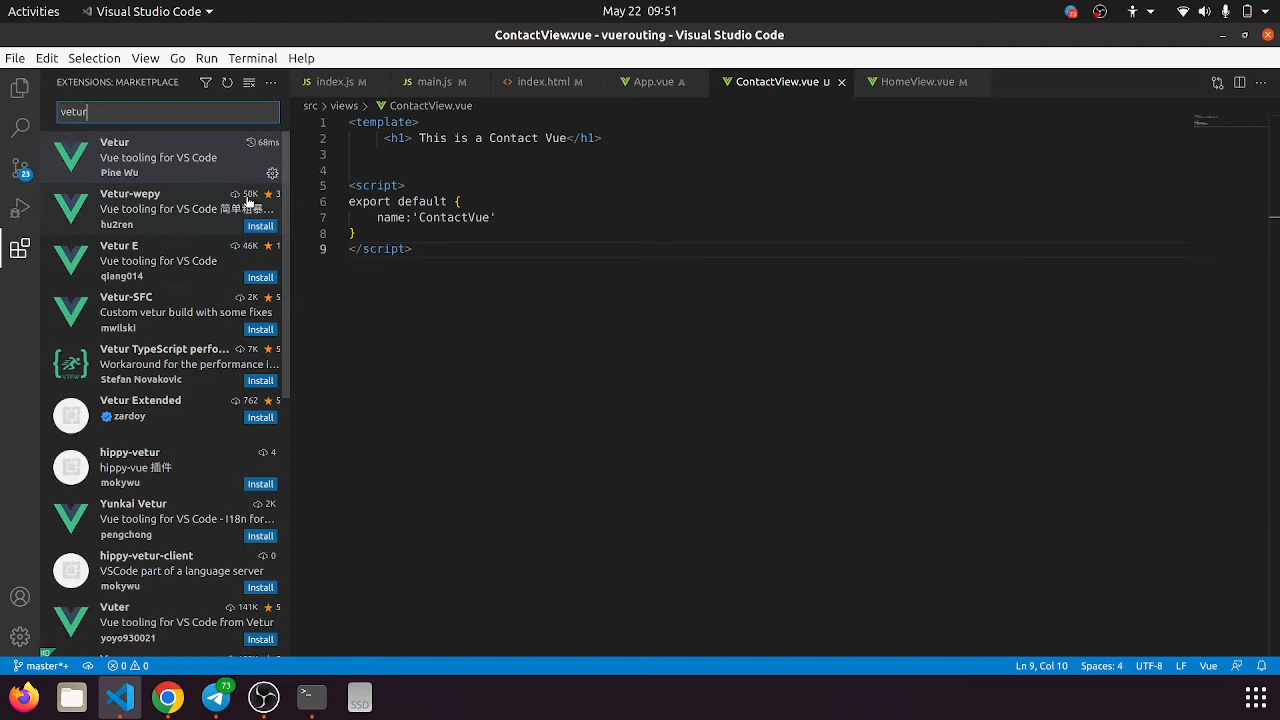 Activities
Visual Studio Code
May 22 09:51
73
ContactView.vue - vuerouting - Visual Studio Code
File Edit Selection View Go Run Terminal Help
EXTENSIONS: MARKETPLACE
index.js M
main.js M
index.html M
App.vue A
ContactView.vue U
HomeView.vue M
vetur
src › views › ContactView.vue
Vetur 68ms
Vue tooling for VS Code
Pine Wu
Vetur-wepy 50K 3
Vue tooling for VS Code 简单粗暴...
hu2ren Install
Vetur E 46K 1
Vue tooling for VS Code
qiang014 Install
Vetur-SFC 2K 5
Custom vetur build with some fixes
mwilski Install
Vetur TypeScript perfo... 7K 5
Workaround for the performance i...
Stefan Novakovic Install
Vetur Extended 762 5
zardoy Install
hippy-vetur 4
hippy-vue 插件
mokywu Install
Yunkai Vetur 2K
Vue tooling for VS Code - I18n for...
pengchong Install
hippy-vetur-client 0
VSCode part of a language server
mokywu Install
Vuter 141K 5
Vue tooling for VS Code from Vetur
yoyo930021 Install
23
1 <template>
2 <h1> This is a Contact Vue</h1>
3
4
5 <script>
6 export default {
7 name:'ContactVue'
8 }
9 </script>
master*+ 0 0
Ln 9, Col 10 Spaces: 4 UTF-8 LF Vue
73
SSD